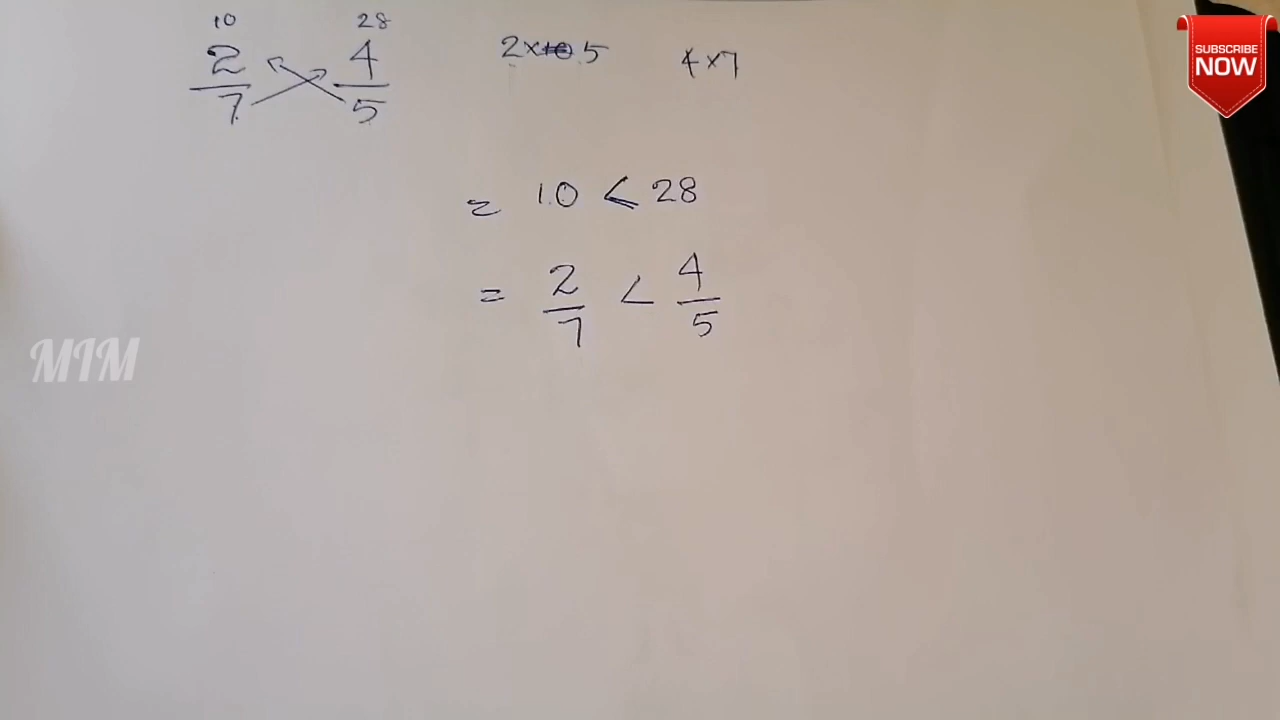 10 28
2/7 4/5
2×5 4×7
= 10 < 28
= 2/7 < 4/5
MIM
SUBSCRIBE
NOW